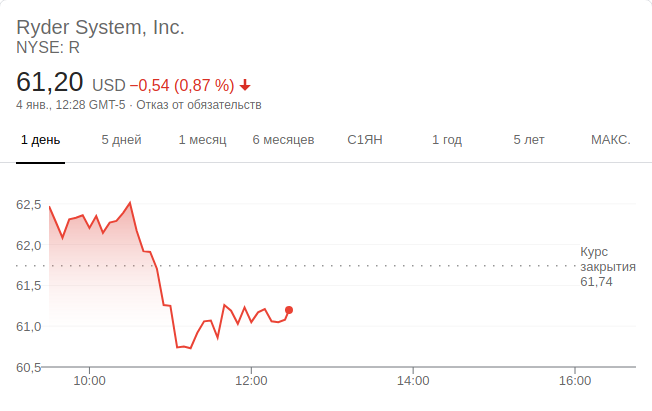 Ryder System, Inc.
NYSE: R
61,20 USD −0,54 (0,87 %)
4 янв., 12:28 GMT-5 · Отказ от обязательств
1 день 5 дней 1 месяц 6 месяцев С1ЯН 1 год 5 лет МАКС.
62,5
62,0
Курс
закрытия
61,74
61,5
61,0
60,5
10:00 12:00 14:00 16:00